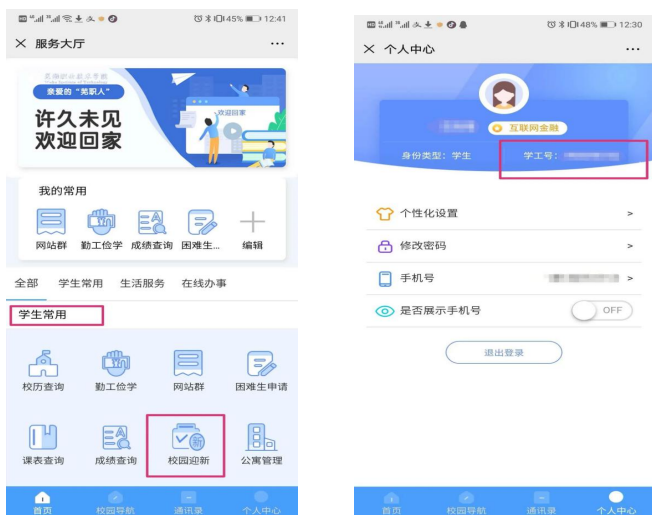 45% 12:41
服务大厅
亲爱的“芜职人”
许久未见
欢迎回家
欢迎回家
我的常用
网站群 勤工俭学 成绩查询 困难生... 编辑
全部 学生常用 生活服务 在线办事
学生常用
校历查询 勤工俭学 网站群 困难生申请
新
课表查询 成绩查询 校园迎新 公寓管理
首页 校园导航 通讯录 个人中心
48% 12:30
个人中心
互联网金融
身份类型：学生 学工号：
个性化设置 >
修改密码 >
手机号 >
是否展示手机号 OFF
退出登录
首页 校园导航 通讯录 个人中心